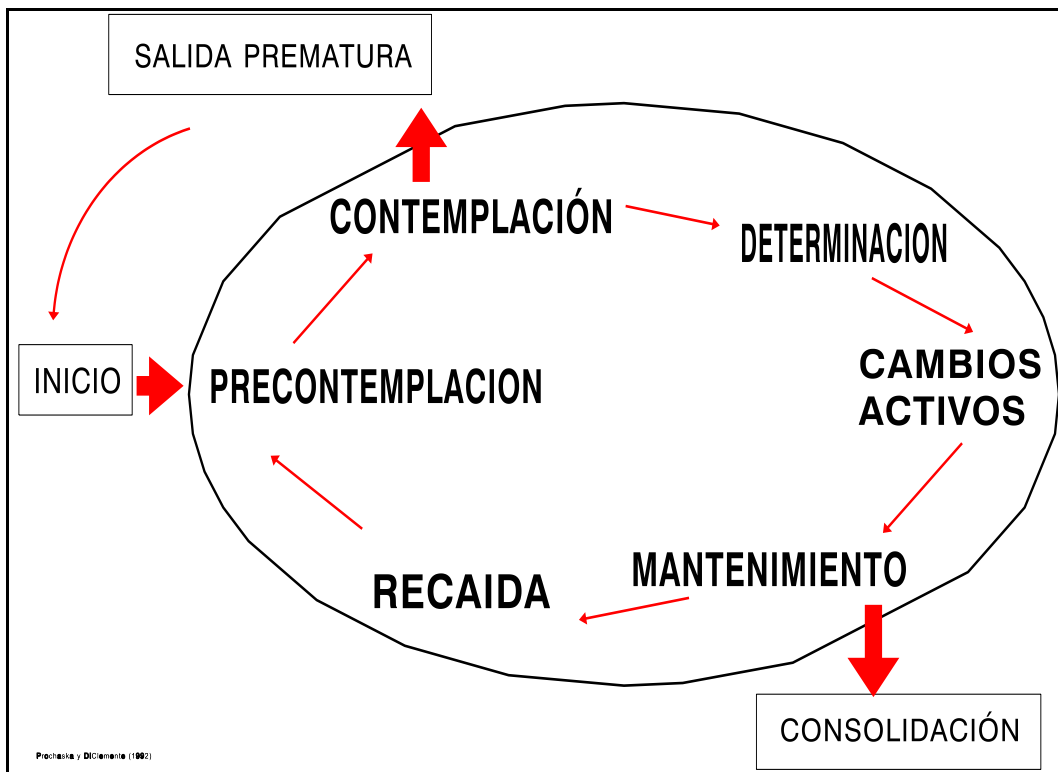 SALIDA PREMATURA
CONTEMPLACIÓN
DETERMINACION
INICIO
PRECONTEMPLACION
CAMBIOS
ACTIVOS
RECAIDA
MANTENIMIENTO
CONSOLIDACIÓN
Prochaska y DiClemente (1992)